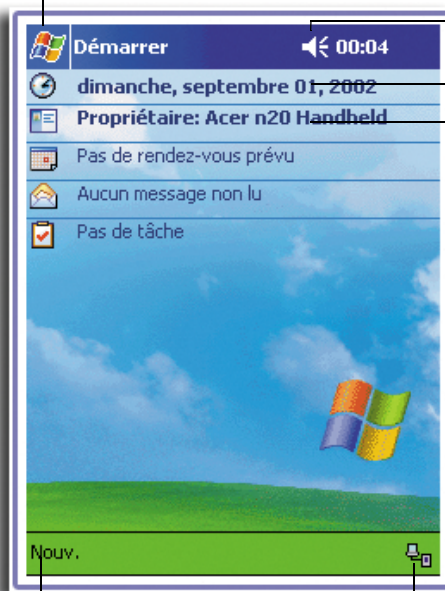 Démarrer 00:04
dimanche, septembre 01, 2002
Propriétaire: Acer n20 Handheld
Pas de rendez-vous prévu
Aucun message non lu
Pas de tâche
Nouv.